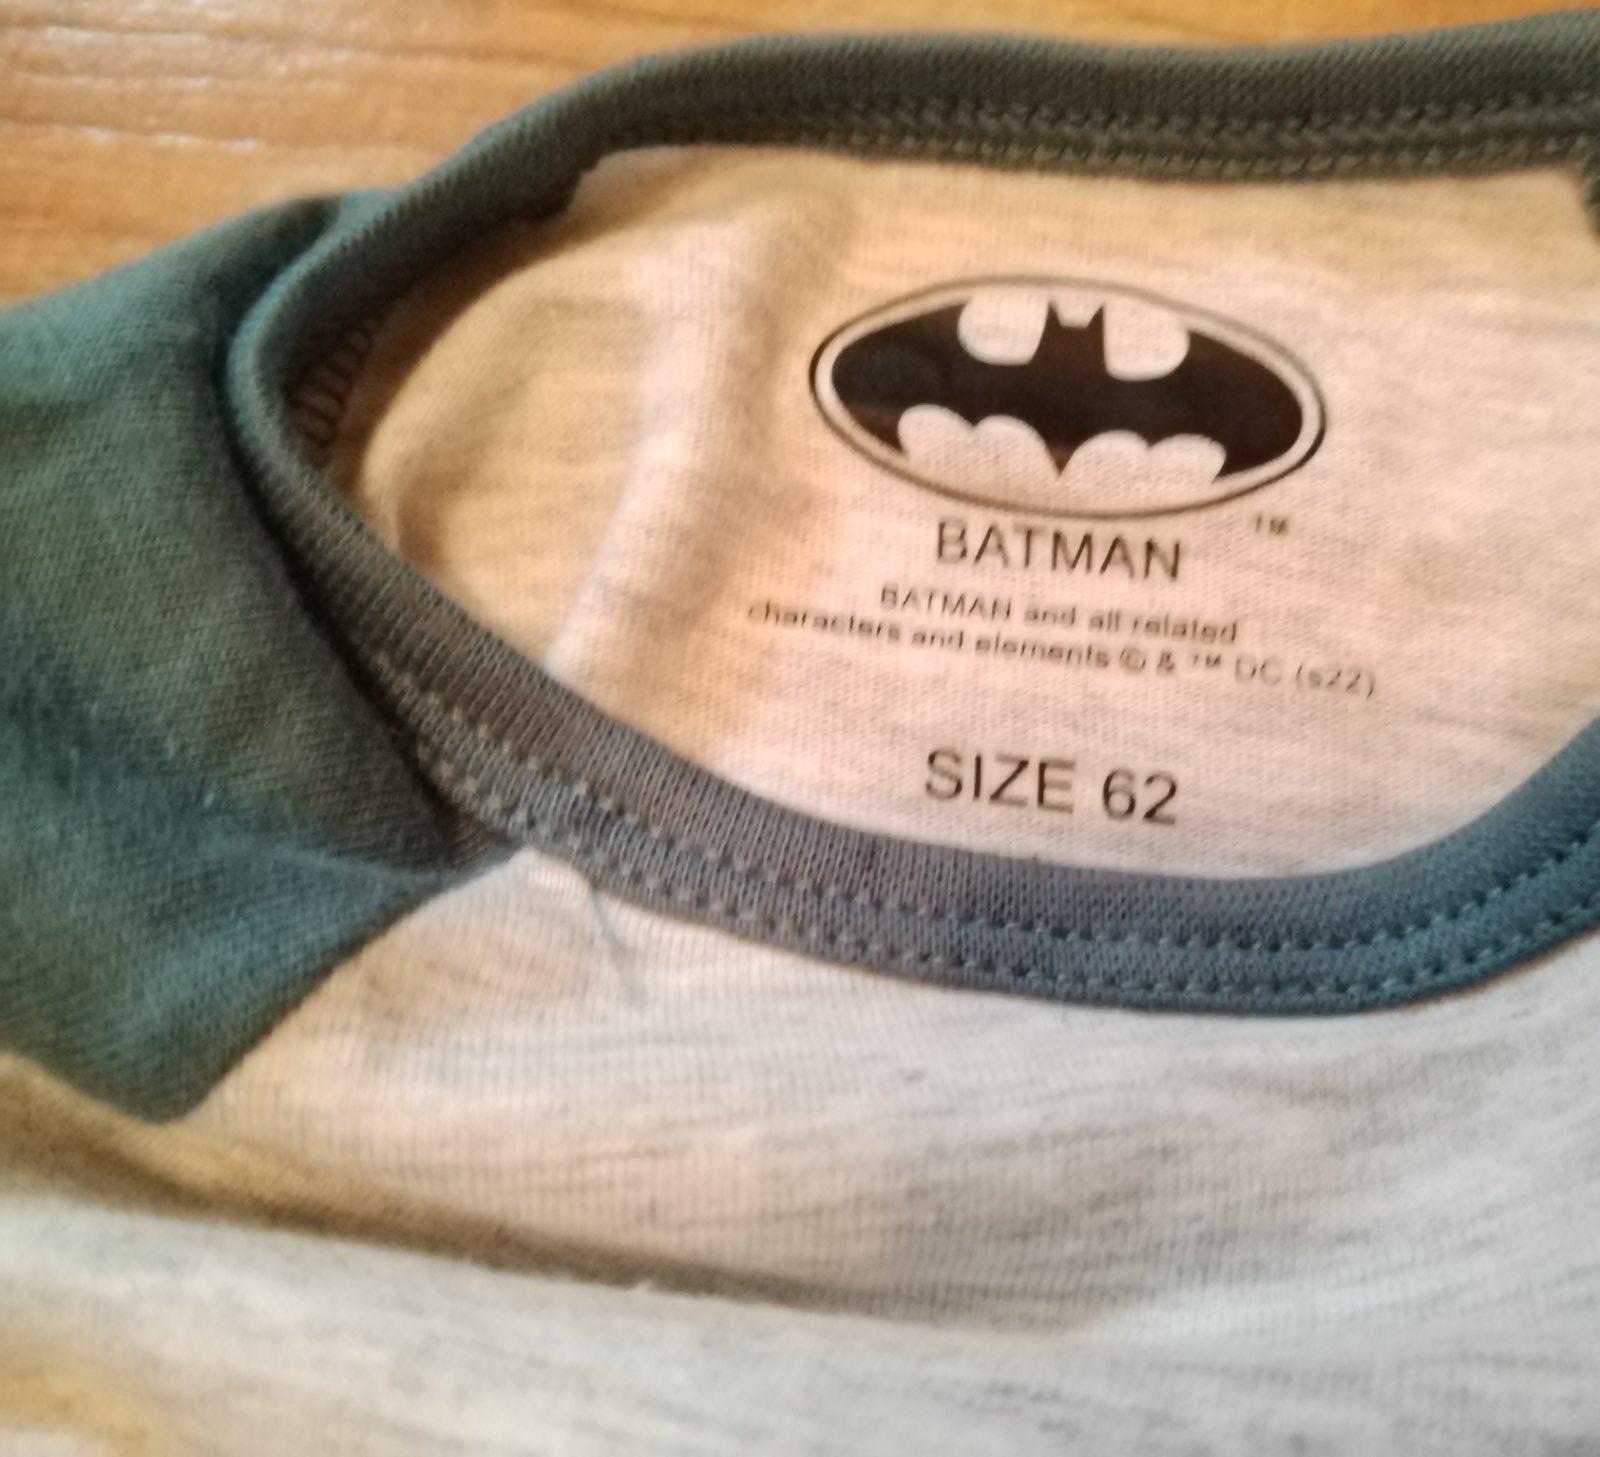 ™
BATMAN
BATMAN and all related
characters and elements © & ™ DC (s22)
SIZE 62